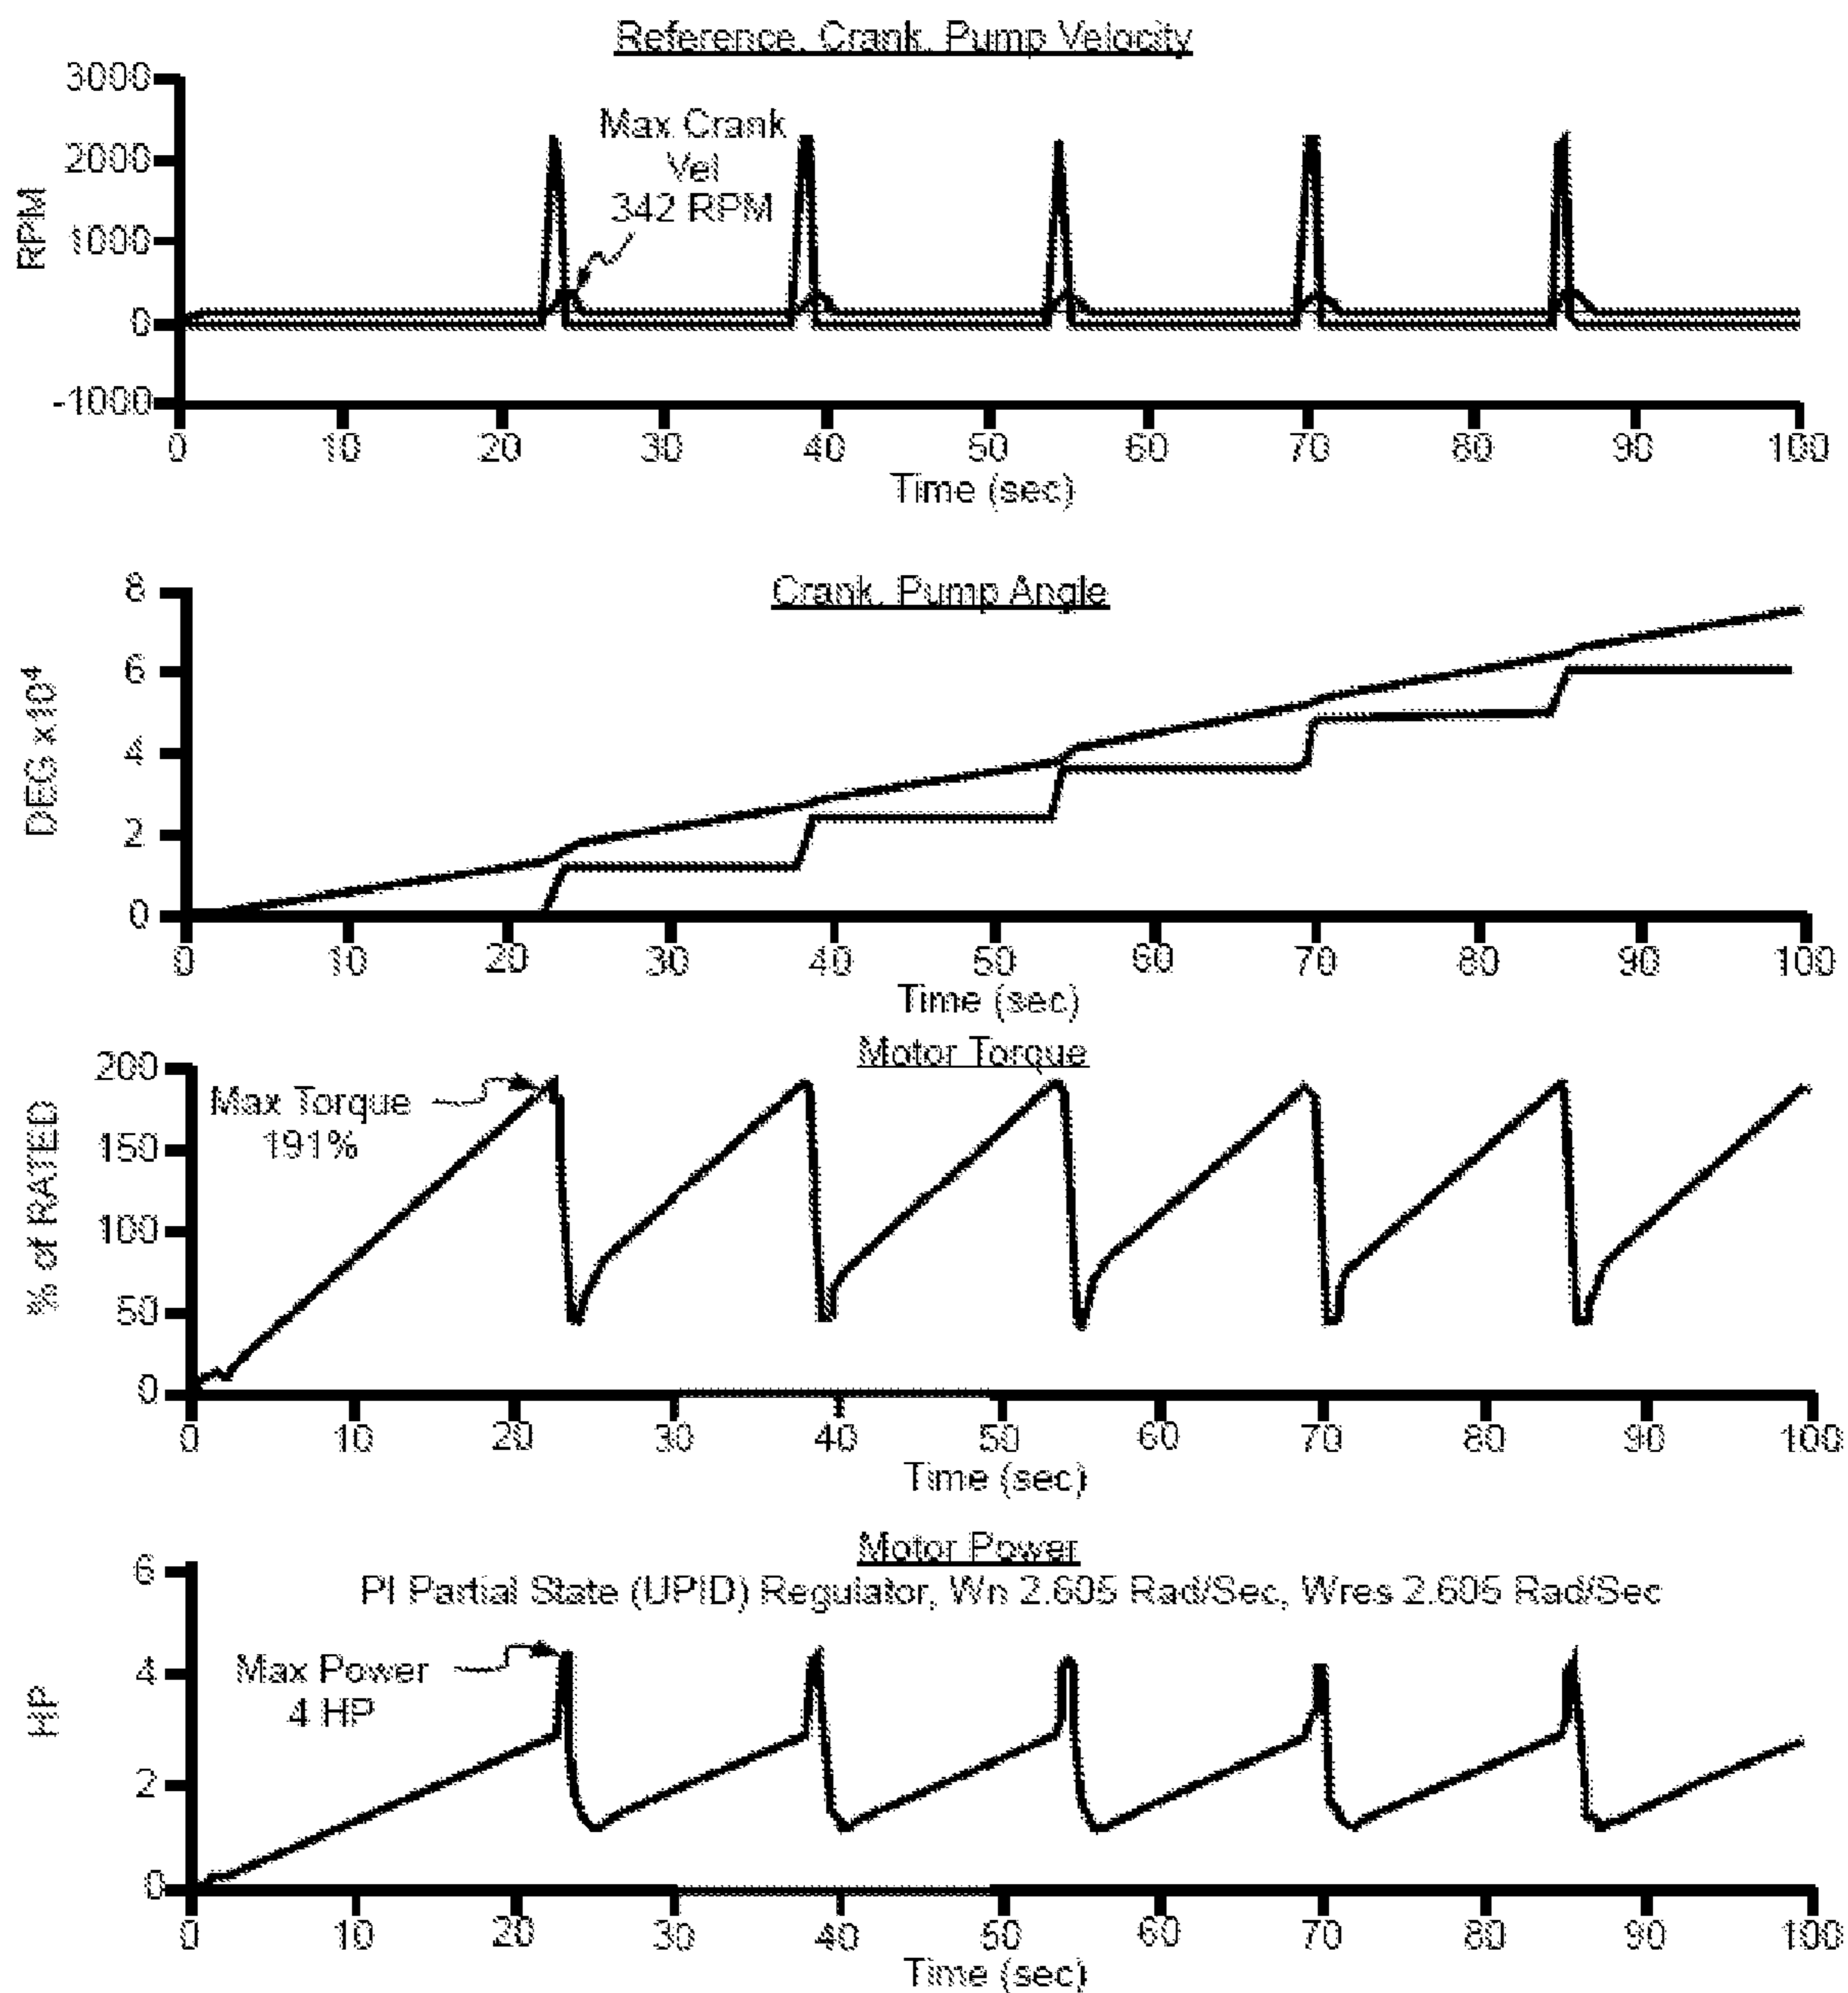 Reference, Crank, Pump Velocity
3000
2000
1000
0
-1000
RPM
Max Crank
Vel
342 RPM
0 10 20 30 40 50 60 70 80 90 100
Time (sec)
Crank, Pump Angle
8
6
4
2
0
DEG x10⁴
0 10 20 30 40 50 60 70 80 90 100
Time (sec)
Motor Torque
200
150
100
50
0
% of RATED
Max Torque
191%
0 10 20 30 40 50 60 70 80 90 100
Time (sec)
Motor Power
PI Partial State (UPID) Regulator, Wn 2.605 Rad/Sec, Wres 2.605 Rad/Sec
6
4
2
0
HP
Max Power
4 HP
0 10 20 30 40 50 60 70 80 90 100
Time (sec)